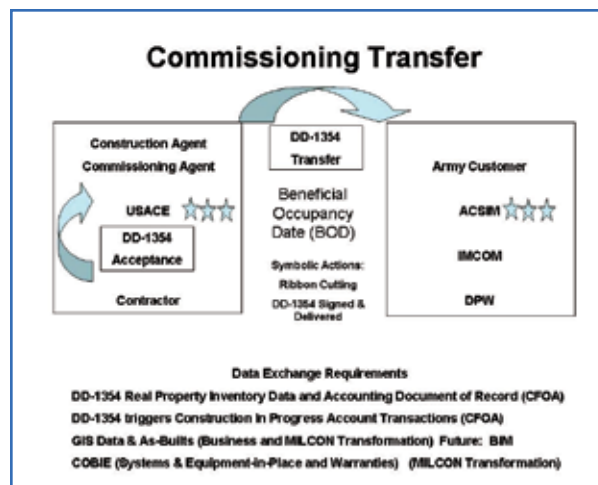 Commissioning Transfer
Construction Agent
Commissioning Agent
USACE
DD-1354
Acceptance
Contractor
DD-1354
Transfer
Beneficial
Occupancy
Date (BOD)
Symbolic Actions:
Ribbon Cutting
DD-1354 Signed &
Delivered
Army Customer
ACSIM
IMCOM
DPW
Data Exchange Requirements
DD-1354 Real Property Inventory Data and Accounting Document of Record (CFOA)
DD-1354 triggers Construction In Progress Account Transactions (CFOA)
GIS Data & As-Builts (Business and MILCON Transformation) Future: BIM
COBIE (Systems & Equipment-in-Place and Warranties) (MILCON Transformation)